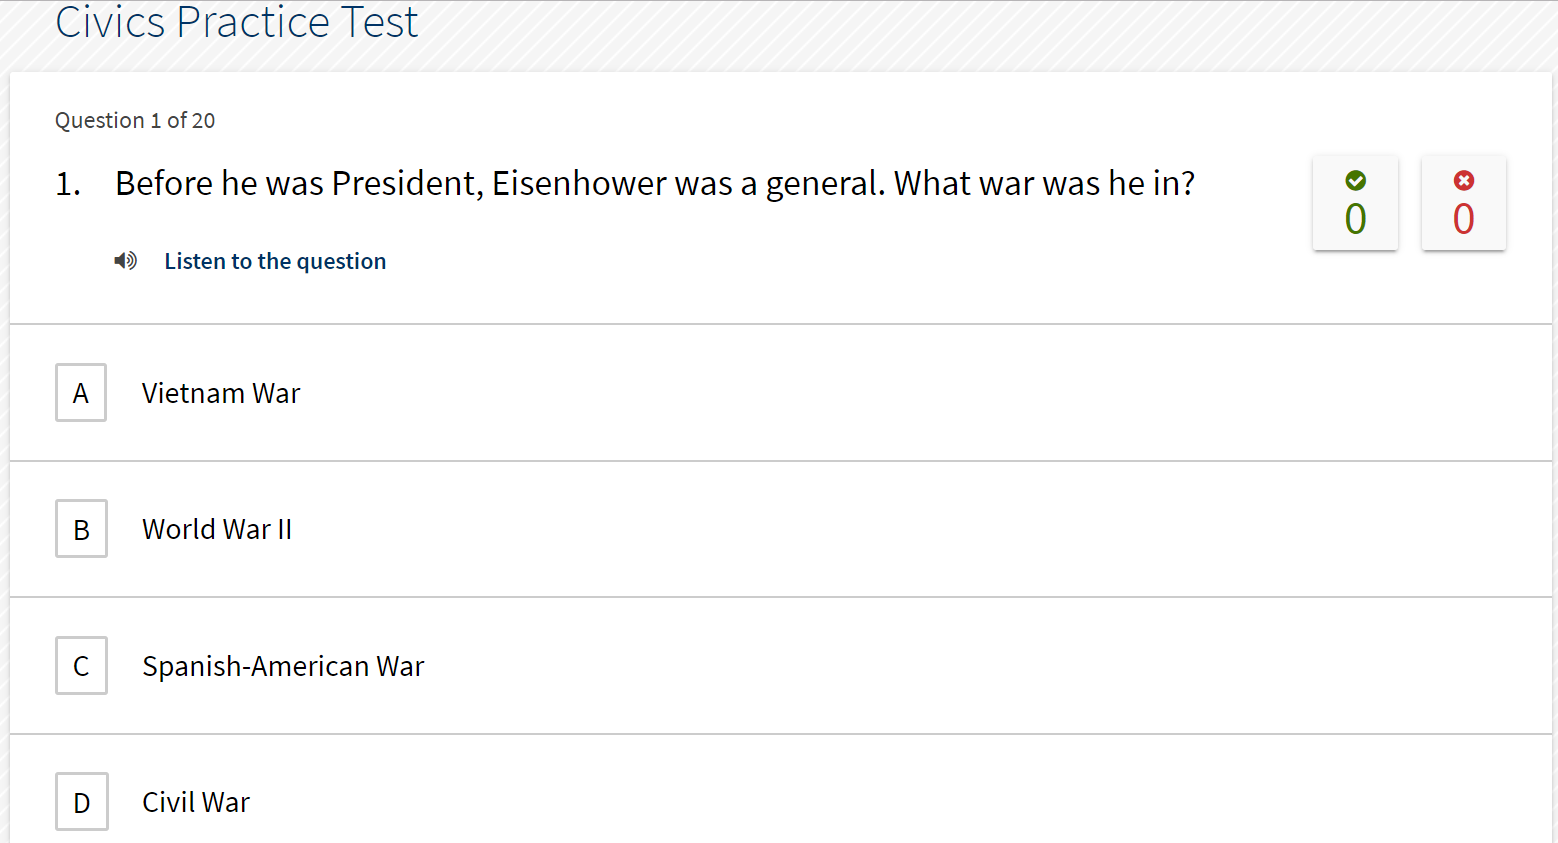 Civics Practice Test
Question 1 of 20
1. Before he was President, Eisenhower was a general. What war was he in?
0 0
Listen to the question
A Vietnam War
B World War II
C Spanish-American War
D Civil War